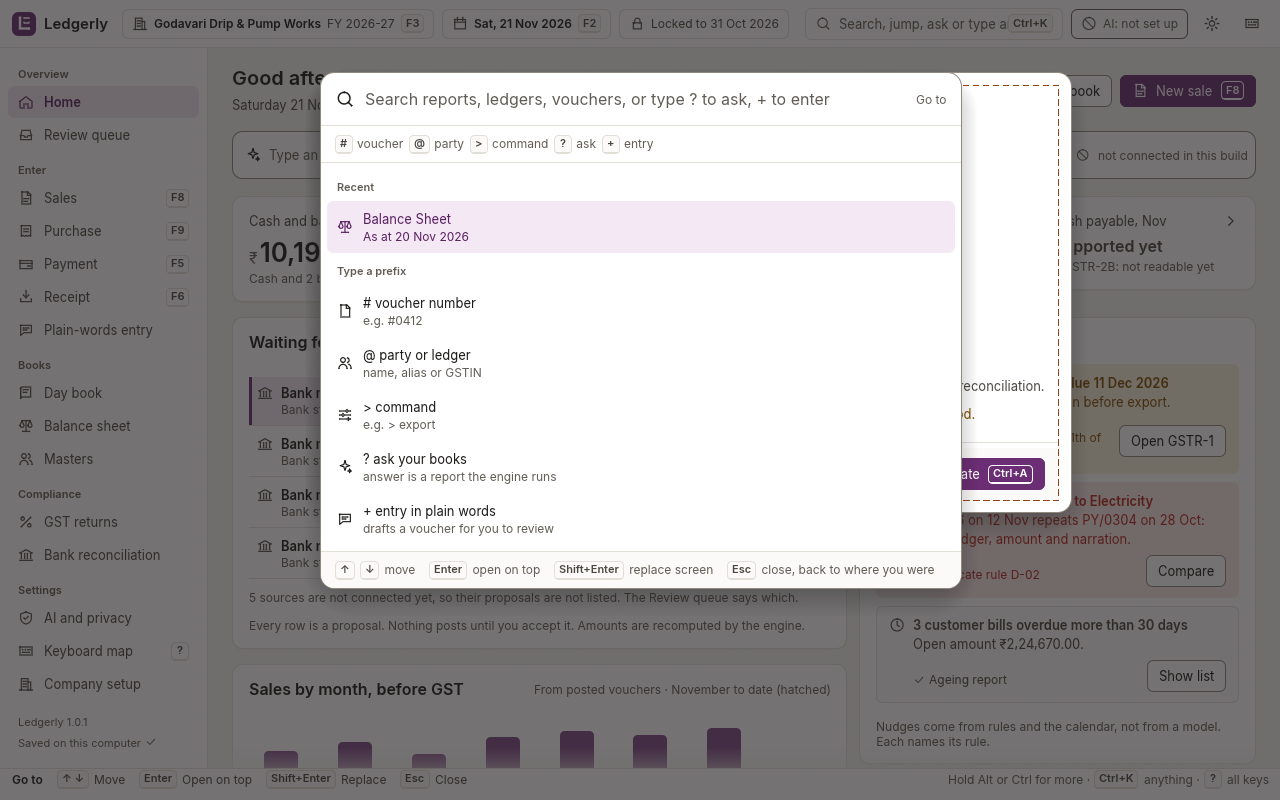 Ledgerly
Godavari Drip & Pump Works FY 2026-27 F3
Sat, 21 Nov 2026 F2
Locked to 31 Oct 2026
Search, jump, ask or type a Ctrl+K
AI: not set up
Overview
Home
Review queue
Enter
Sales F8
Purchase F9
Payment F5
Receipt F6
Plain-words entry
Books
Day book
Balance sheet
Masters
Compliance
GST returns
Bank reconciliation
Settings
AI and privacy
Keyboard map ?
Company setup
Ledgerly 1.0.1
Saved on this computer
Good afte
Saturday 21 No
book
New sale F8
Type an
not connected in this build
Cash and b
₹10,19
Cash and 2 b
sh payable, Nov
pported yet
STR-2B: not readable yet
Waiting fo
Bank r
Bank st
Bank r
Bank st
Bank r
Bank st
Bank r
Bank st
5 sources are not connected yet, so their proposals are not listed. The Review queue says which.
Every row is a proposal. Nothing posts until you accept it. Amounts are recomputed by the engine.
Sales by month, before GST
From posted vouchers · November to date (hatched)
Search reports, ledgers, vouchers, or type ? to ask, + to enter
Go to
# voucher @ party > command ? ask + entry
Recent
Balance Sheet
As at 20 Nov 2026
Type a prefix
# voucher number
e.g. #0412
@ party or ledger
name, alias or GSTIN
> command
e.g. > export
? ask your books
answer is a report the engine runs
+ entry in plain words
drafts a voucher for you to review
↑ ↓ move Enter open on top Shift+Enter replace screen Esc close, back to where you were
reconciliation.
od.
ate Ctrl+A
due 11 Dec 2026
n before export.
11th of
Open GSTR-1
to Electricity
on 12 Nov repeats PY/0304 on 28 Oct:
dger, amount and narration.
cate rule D-02
Compare
3 customer bills overdue more than 30 days
Open amount ₹2,24,670.00.
Ageing report
Show list
Nudges come from rules and the calendar, not from a model.
Each names its rule.
Go to ↑ ↓ Move Enter Open on top Shift+Enter Replace Esc Close
Hold Alt or Ctrl for more · Ctrl+K anything · ? all keys